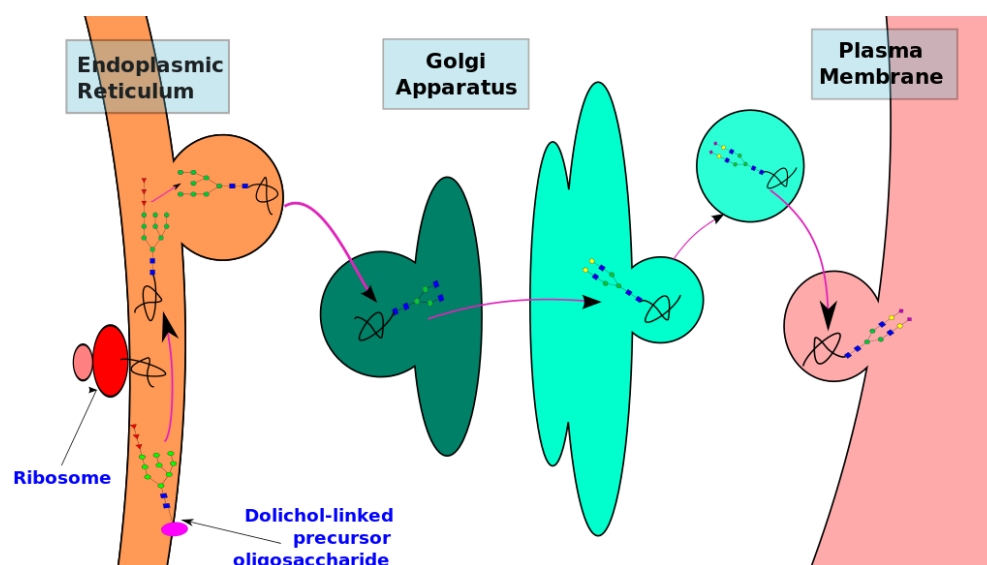 Endoplasmic
Reticulum
Golgi
Apparatus
Plasma
Membrane
Ribosome
Dolichol-linked
precursor
oligosaccharide